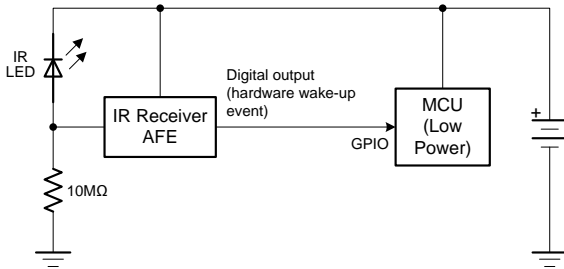 IR
LED
Digital output
(hardware wake-up
event)
IR Receiver
AFE
MCU
(Low
Power)
GPIO
+
10MΩ